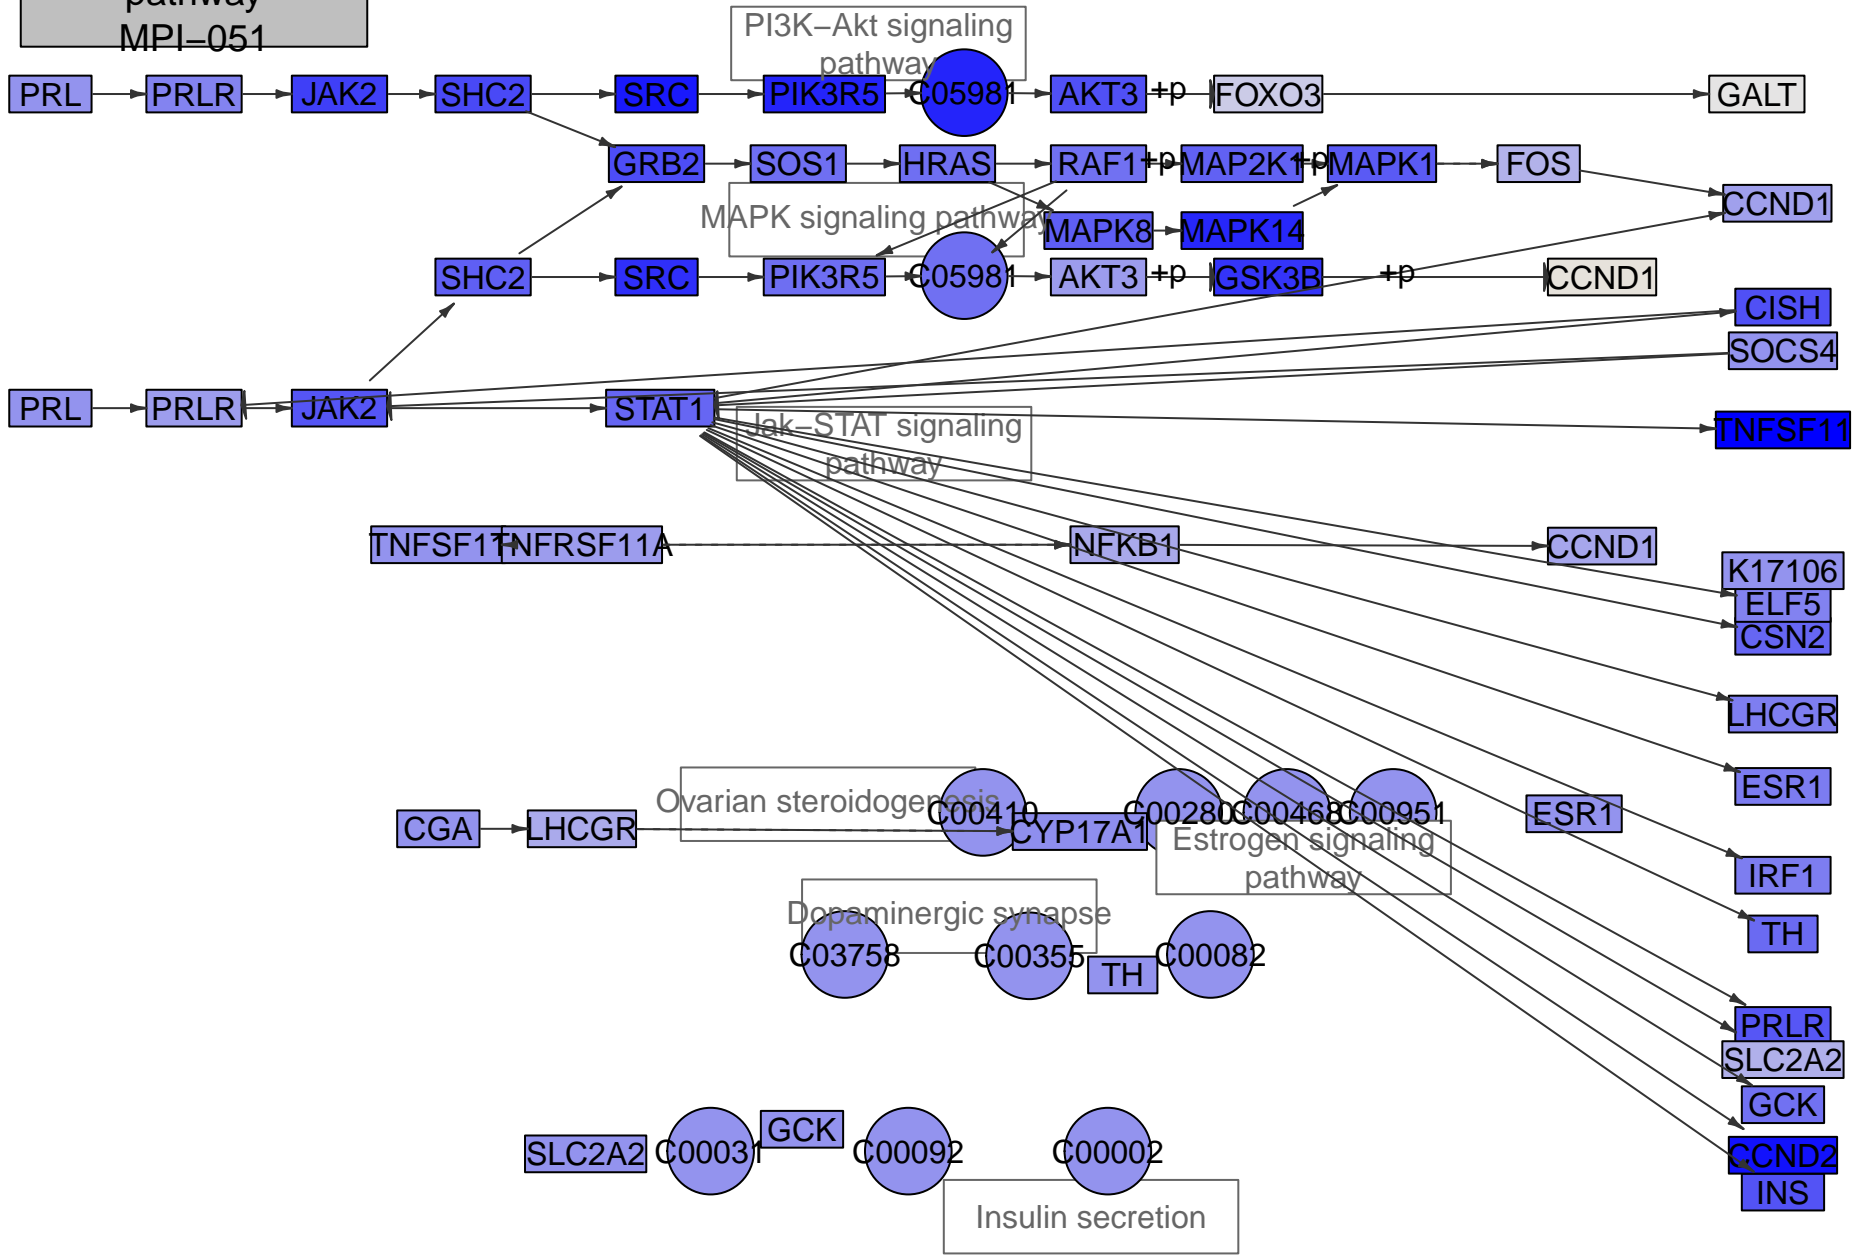 pathway
MPI–051
PI3K–Akt signaling
pathway
PRL
PRLR
JAK2
SHC2
SRC
PIK3R5
C05981
AKT3
+p
FOXO3
GALT
GRB2
SOS1
HRAS
RAF1
+p
MAP2K1
+p
MAPK1
FOS
CCND1
MAPK signaling pathway
MAPK8
MAPK14
SHC2
SRC
PIK3R5
C05981
AKT3
+p
GSK3B
+p
CCND1
CISH
SOCS4
PRL
PRLR
JAK2
STAT1
Jak–STAT signaling
pathway
TNFSF11
TNFSF11
TNFRSF11A
NFKB1
CCND1
K17106
ELF5
CSN2
LHCGR
ESR1
Ovarian steroidogenesis
C00410
C00280
C00468
C00951
ESR1
CGA
LHCGR
CYP17A1
Estrogen signaling
pathway
IRF1
Dopaminergic synapse
TH
C03758
C00355
TH
C00082
PRLR
SLC2A2
GCK
SLC2A2
C00031
GCK
C00092
C00002
CCND2
INS
Insulin secretion